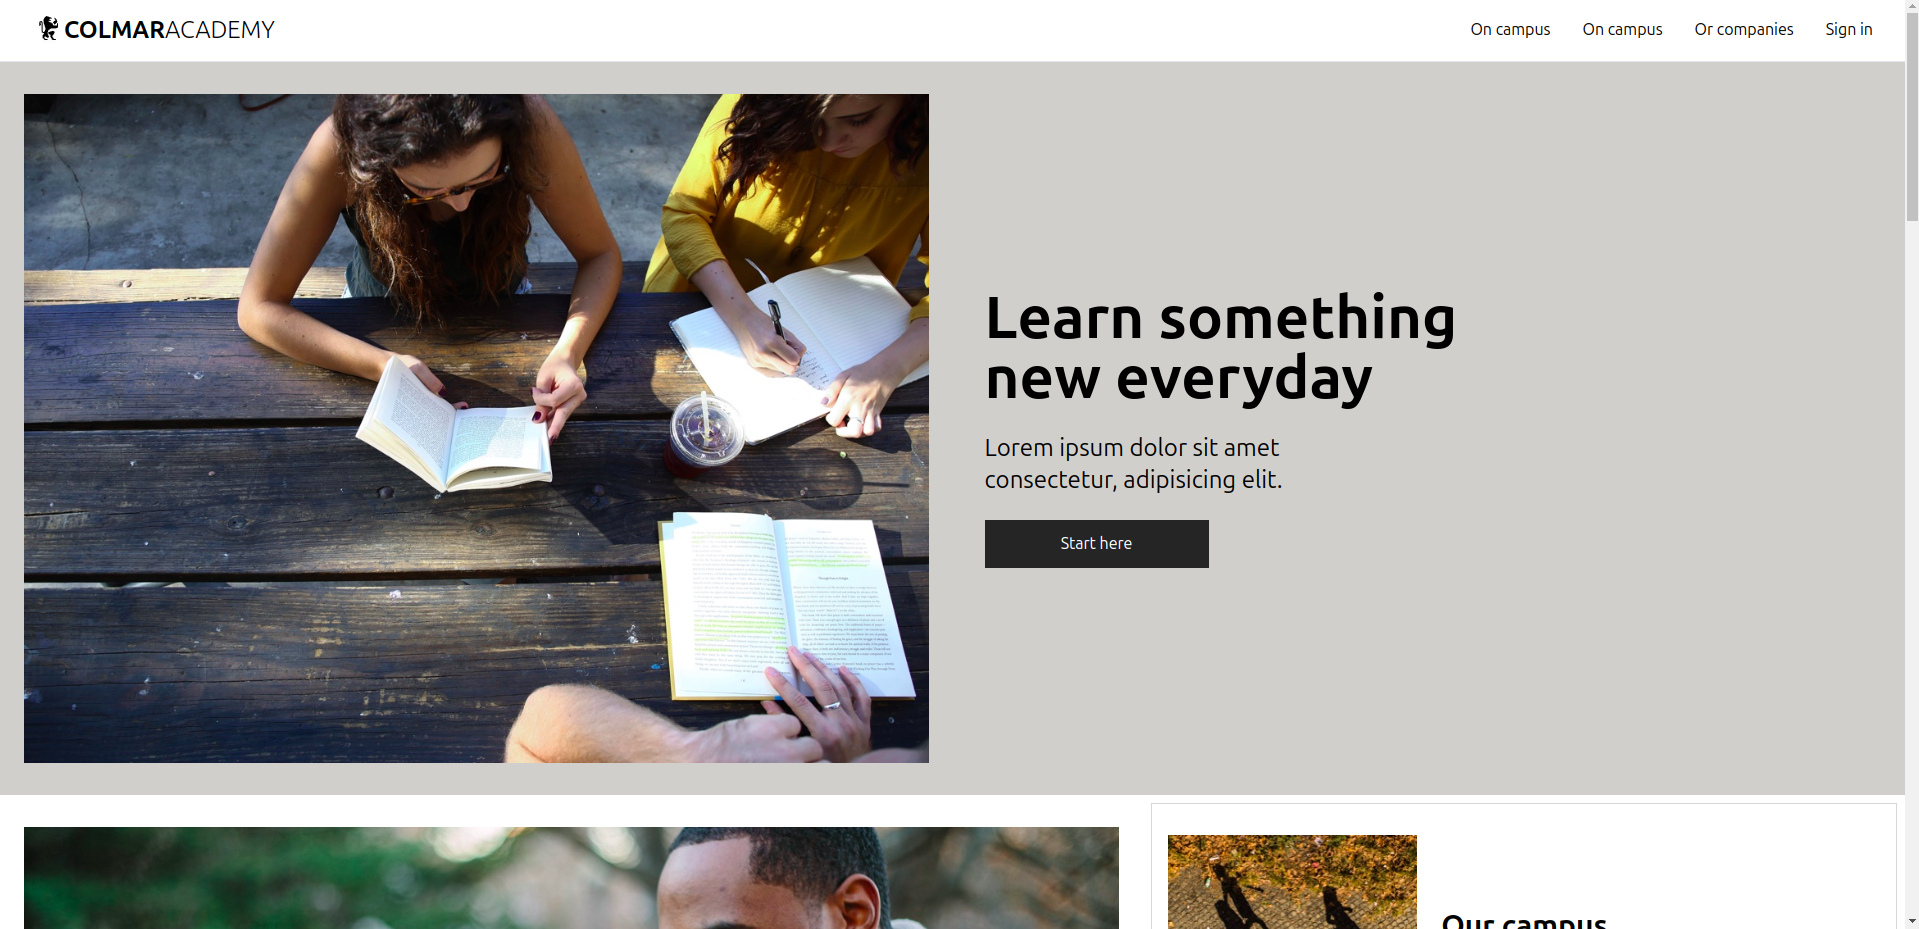 COLMARACADEMY
On campus
On campus
Or companies
Sign in
Learn something
new everyday
Lorem ipsum dolor sit amet
consectetur, adipisicing elit.
Start here
Our campus